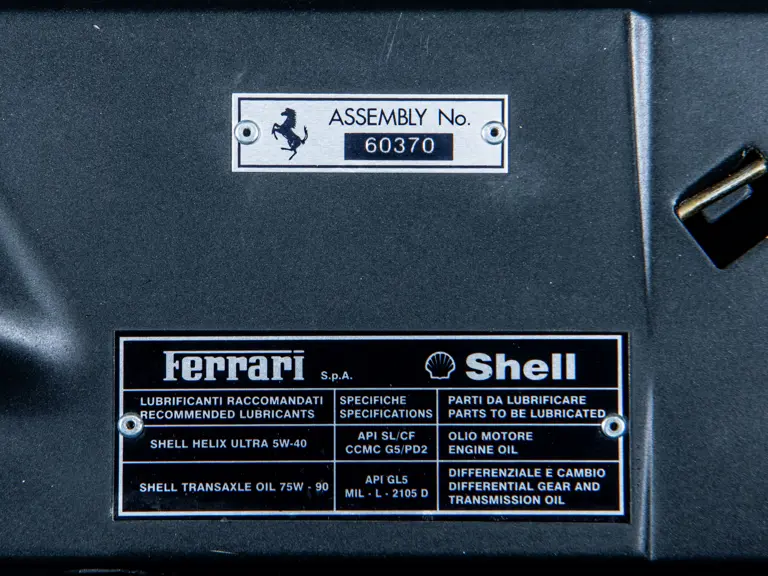 ASSEMBLY No.
60370
Ferrari S.p.A. Shell
LUBRIFICANTI RACCOMANDATI
RECOMMENDED LUBRICANTS
SPECIFICHE
SPECIFICATIONS
PARTI DA LUBRIFICARE
PARTS TO BE LUBRICATED
SHELL HELIX ULTRA 5W-40
API SL/CF
CCMC G5/PD2
OLIO MOTORE
ENGINE OIL
SHELL TRANSAXLE OIL 75W - 90
API GL5
MIL - L - 2105 D
DIFFERENZIALE E CAMBIO
DIFFERENTIAL GEAR AND
TRANSMISSION OIL